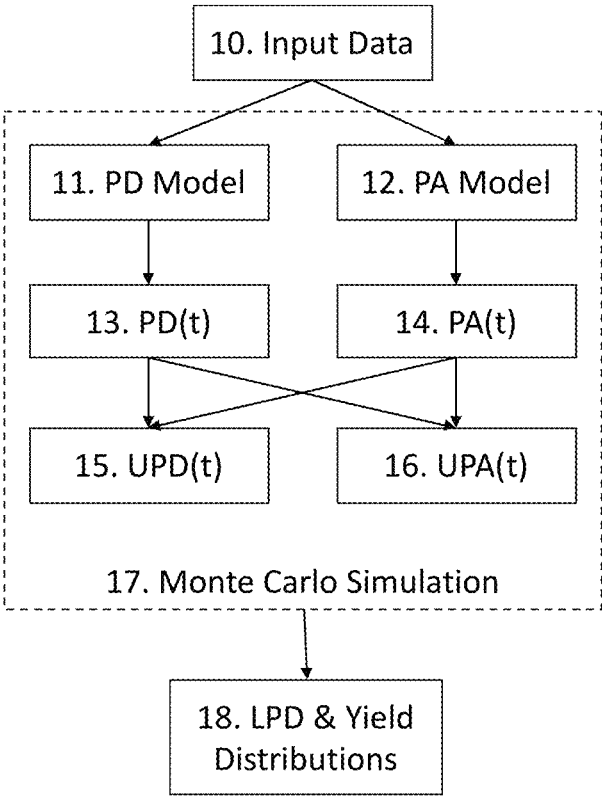 10. Input Data
11. PD Model
12. PA Model
13. PD(t)
14. PA(t)
15. UPD(t)
16. UPA(t)
17. Monte Carlo Simulation
18. LPD & Yield
Distributions